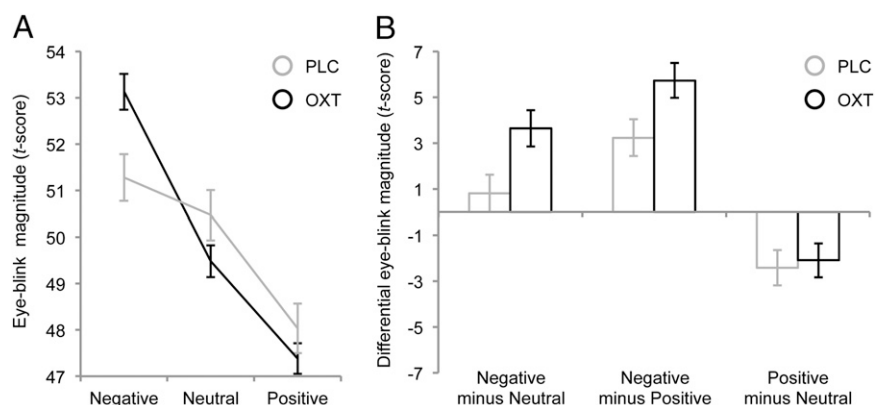 A
54
53
52
51
50
49
48
47
Eye-blink magnitude (t-score)
PLC
OXT
Negative
Neutral
Positive
B
7
5
3
1
-1
-3
-5
-7
Differential eye-blink magnitude (t-score)
PLC
OXT
Negative
minus Neutral
Negative
minus Positive
Positive
minus Neutral